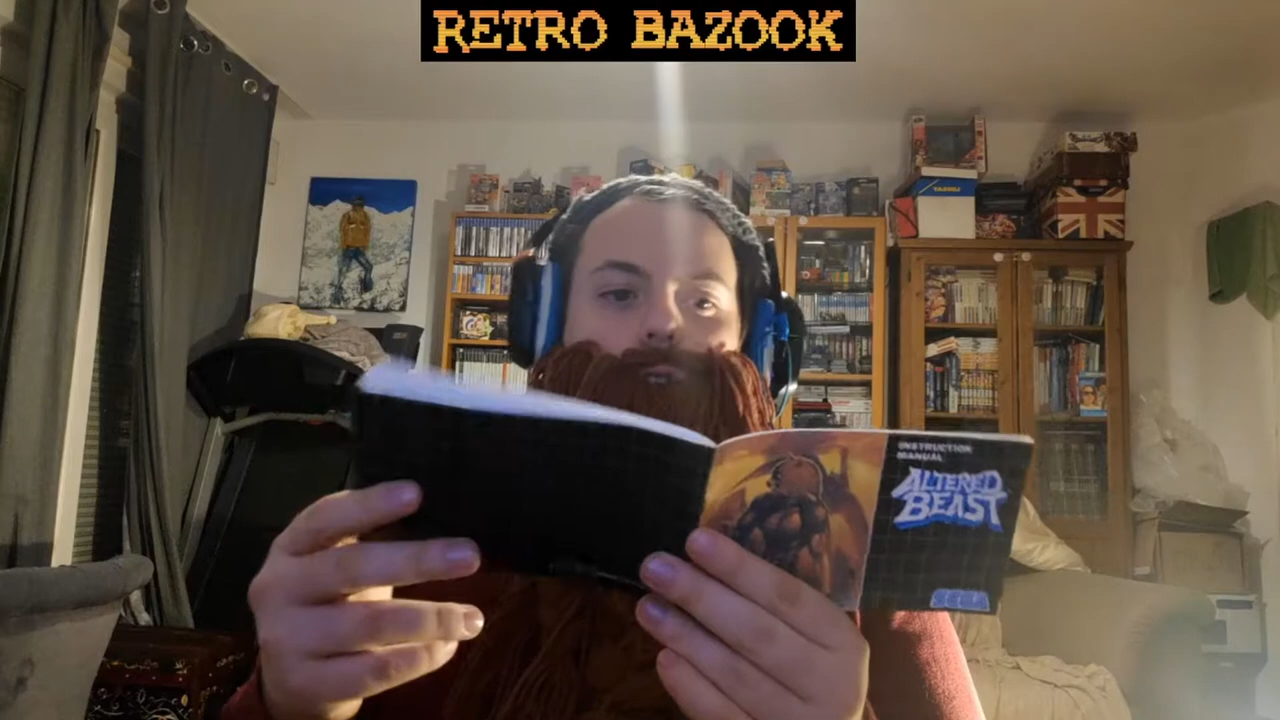 RETRO BAZOOK
INSTRUCTION
MANUAL
ALTERED
BEAST
SEGA